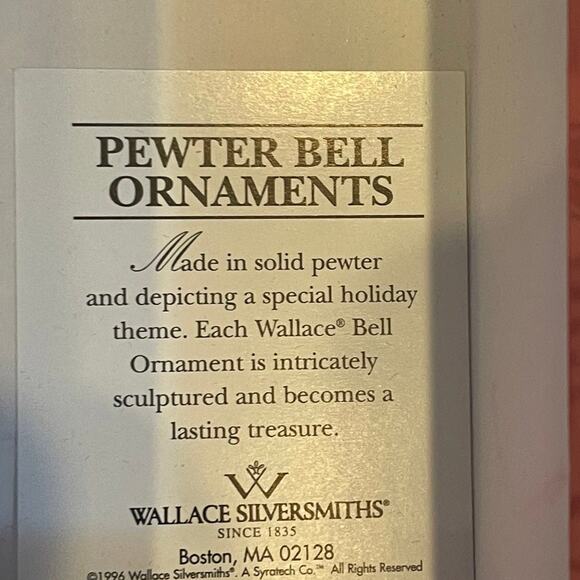 PEWTER BELL
ORNAMENTS
Made in solid pewter
and depicting a special holiday
theme. Each Wallace® Bell
Ornament is intricately
sculptured and becomes a
lasting treasure.
WALLACE SILVERSMITHS®
SINCE 1835
Boston, MA 02128
©1996 Wallace Silversmiths®. A Syratech Co.™ All Rights Reserved